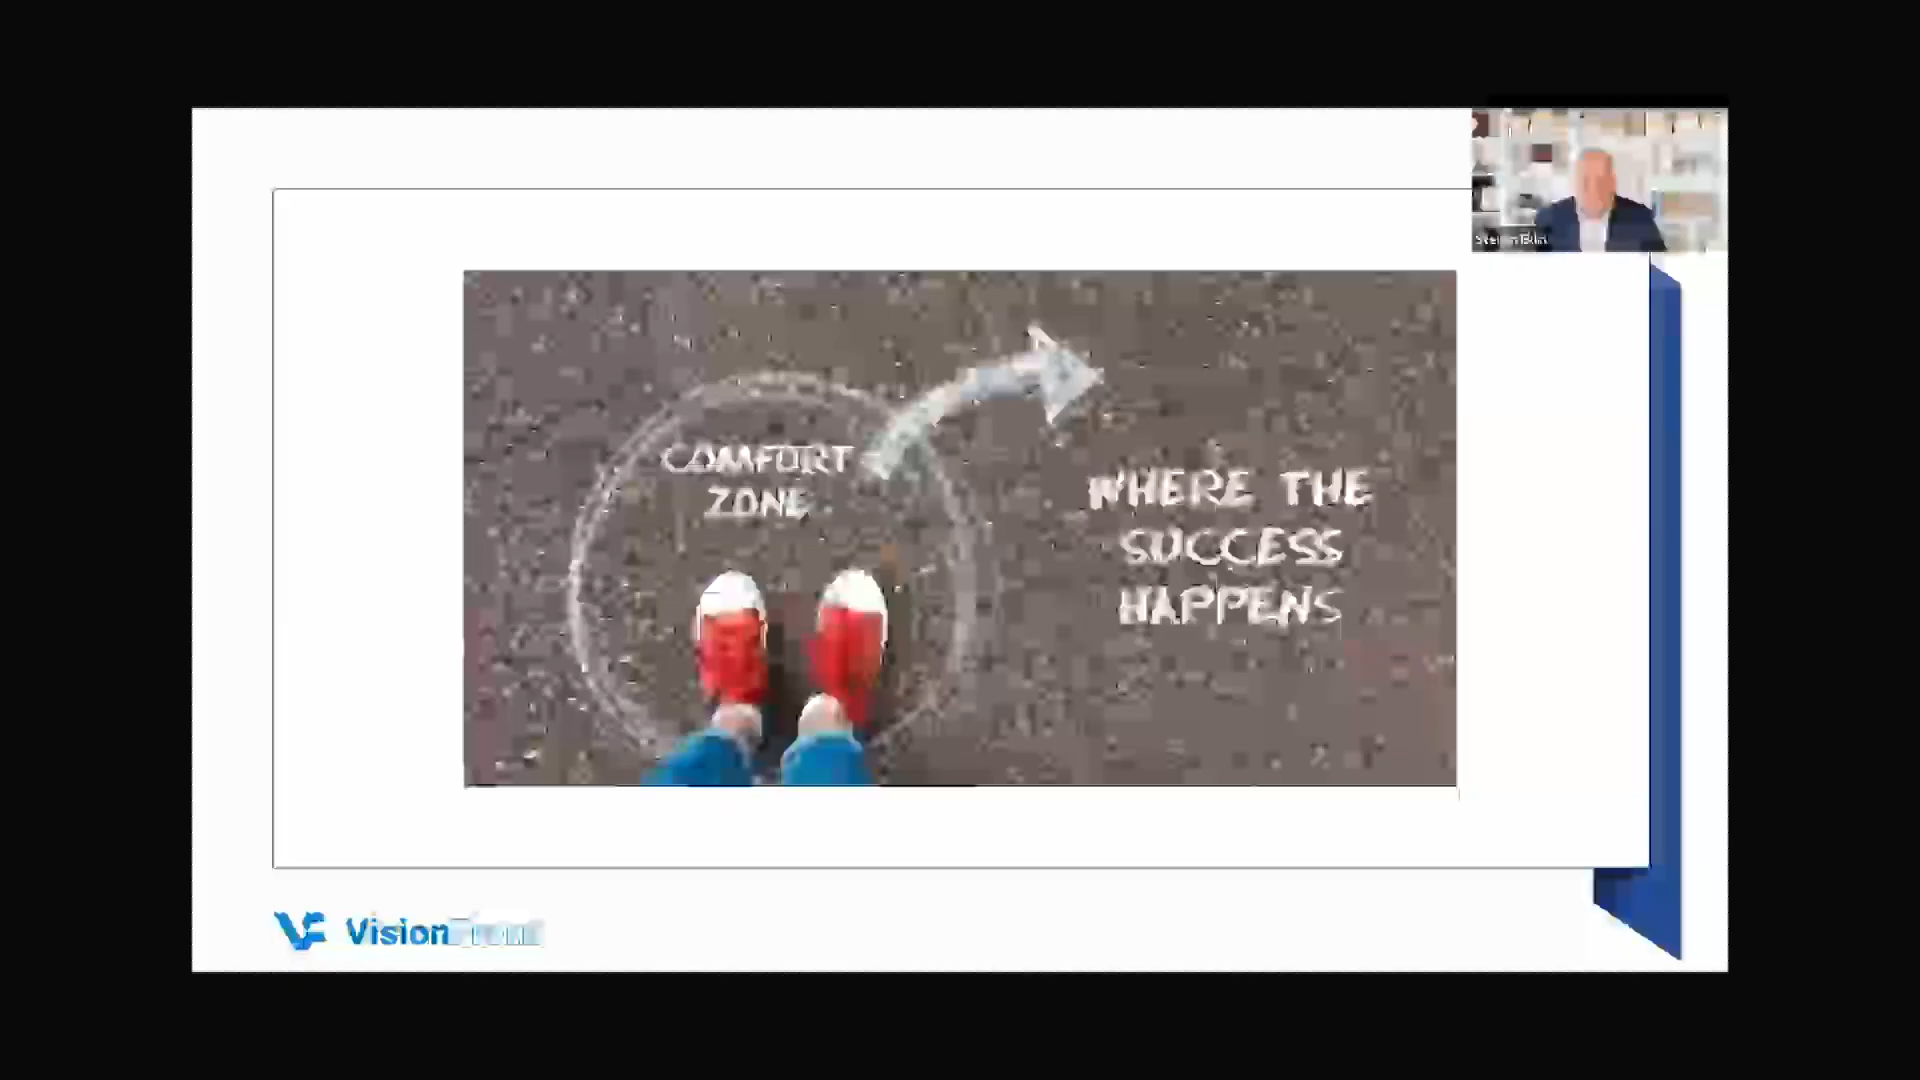 COMFORT
ZONE
WHERE THE
SUCCESS
HAPPENS
Vision